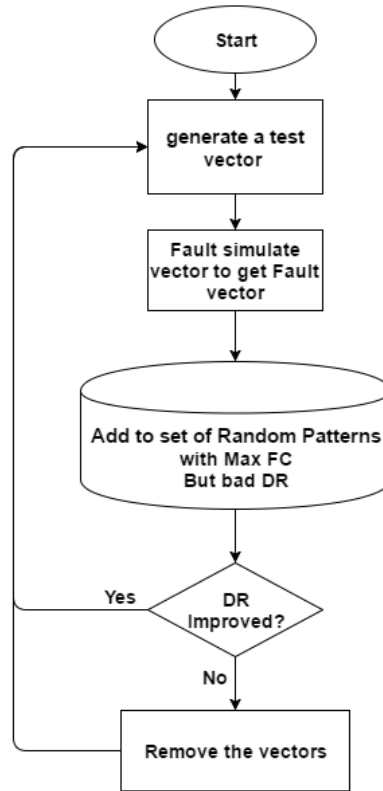 Start
generate a test
vector
Fault simulate
vector to get Fault
vector
Add to set of Random Patterns
with Max FC
But bad DR
Yes
DR
Improved?
No
Remove the vectors